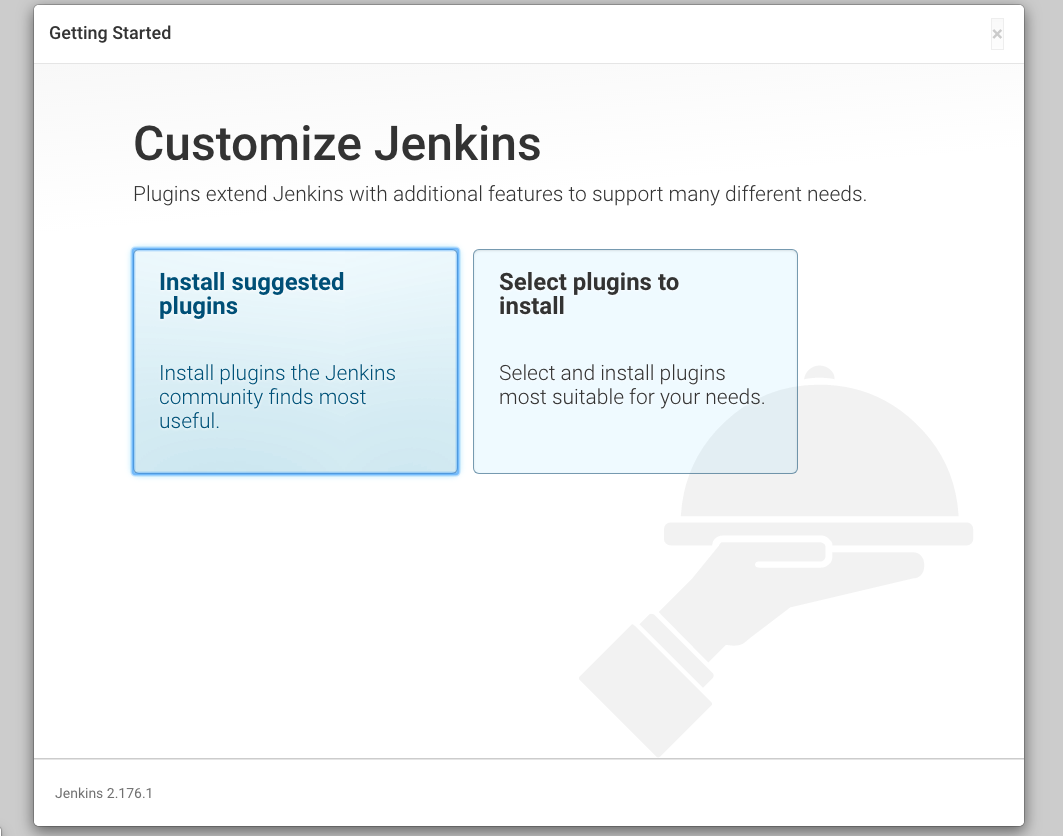 Getting Started
×
Customize Jenkins
Plugins extend Jenkins with additional features to support many different needs.
Install suggested
plugins
Install plugins the Jenkins
community finds most
useful.
Select plugins to
install
Select and install plugins
most suitable for your needs.
Jenkins 2.176.1